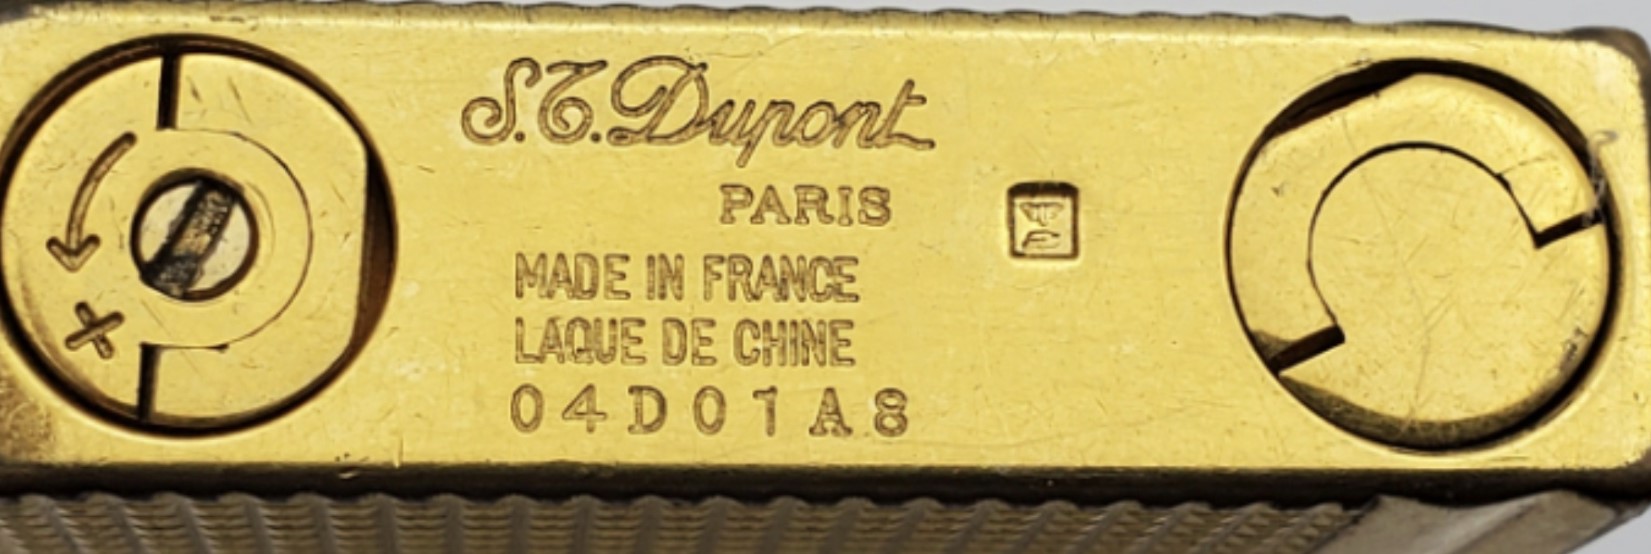 S.T. Dupont
PARIS
MADE IN FRANCE
LAQUE DE CHINE
04D01A8
+